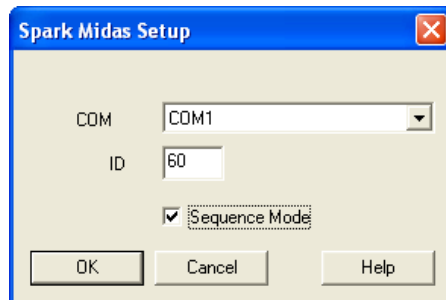 Spark Midas Setup
COM COM1
ID 60
Sequence Mode
OK Cancel Help